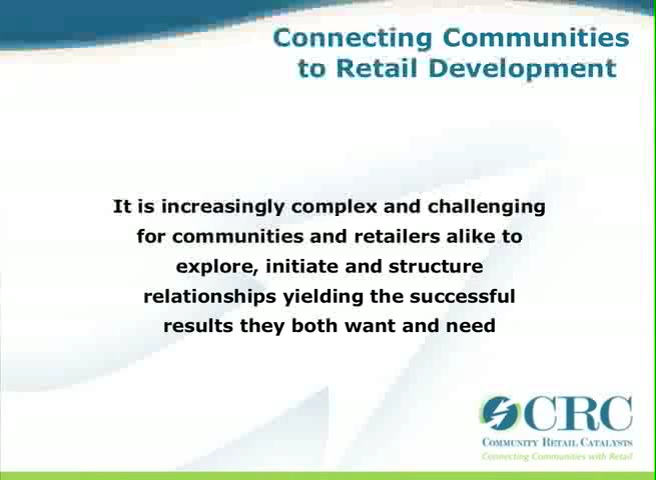 Connecting Communities
to Retail Development
It is increasingly complex and challenging
for communities and retailers alike to
explore, initiate and structure
relationships yielding the successful
results they both want and need
CRC
COMMUNITY RETAIL CATALYSTS
Connecting Communities with Retail